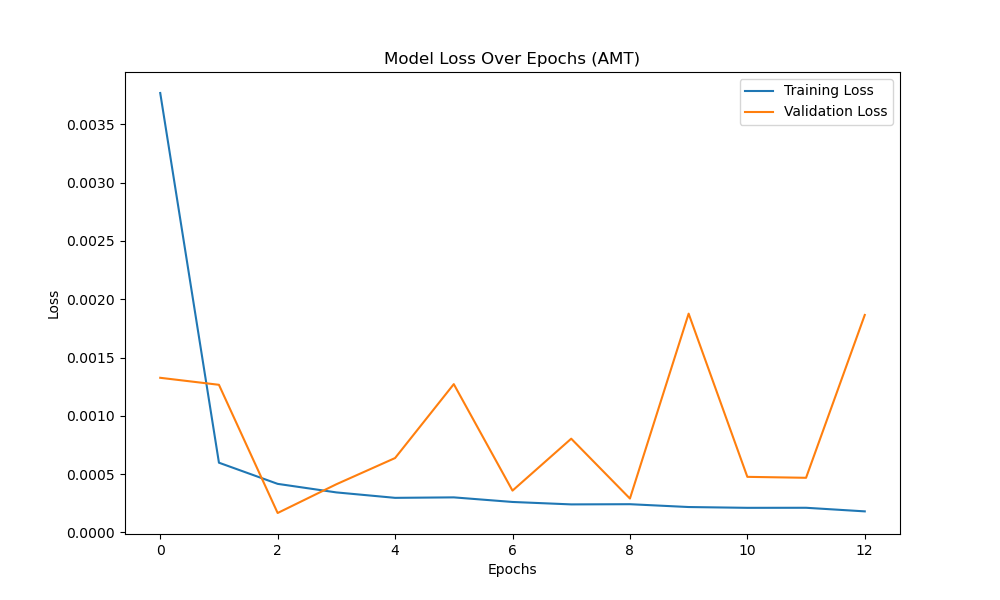 Model Loss Over Epochs (AMT)
Training Loss
Validation Loss
0.0035
0.0030
0.0025
0.0020
0.0015
0.0010
0.0005
0.0000
Loss
0 2 4 6 8 10 12
Epochs